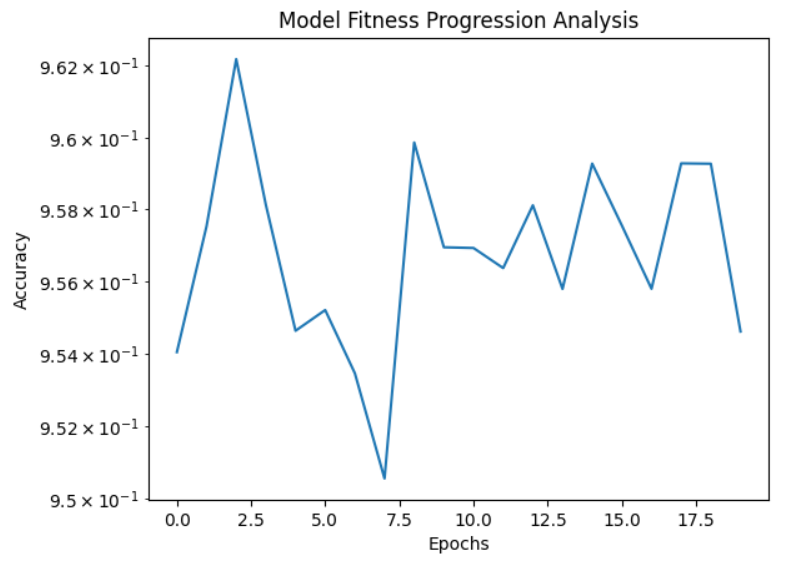 Model Fitness Progression Analysis
9.62 × 10⁻¹
9.6 × 10⁻¹
9.58 × 10⁻¹
9.56 × 10⁻¹
9.54 × 10⁻¹
9.52 × 10⁻¹
9.5 × 10⁻¹
Accuracy
0.0 2.5 5.0 7.5 10.0 12.5 15.0 17.5
Epochs